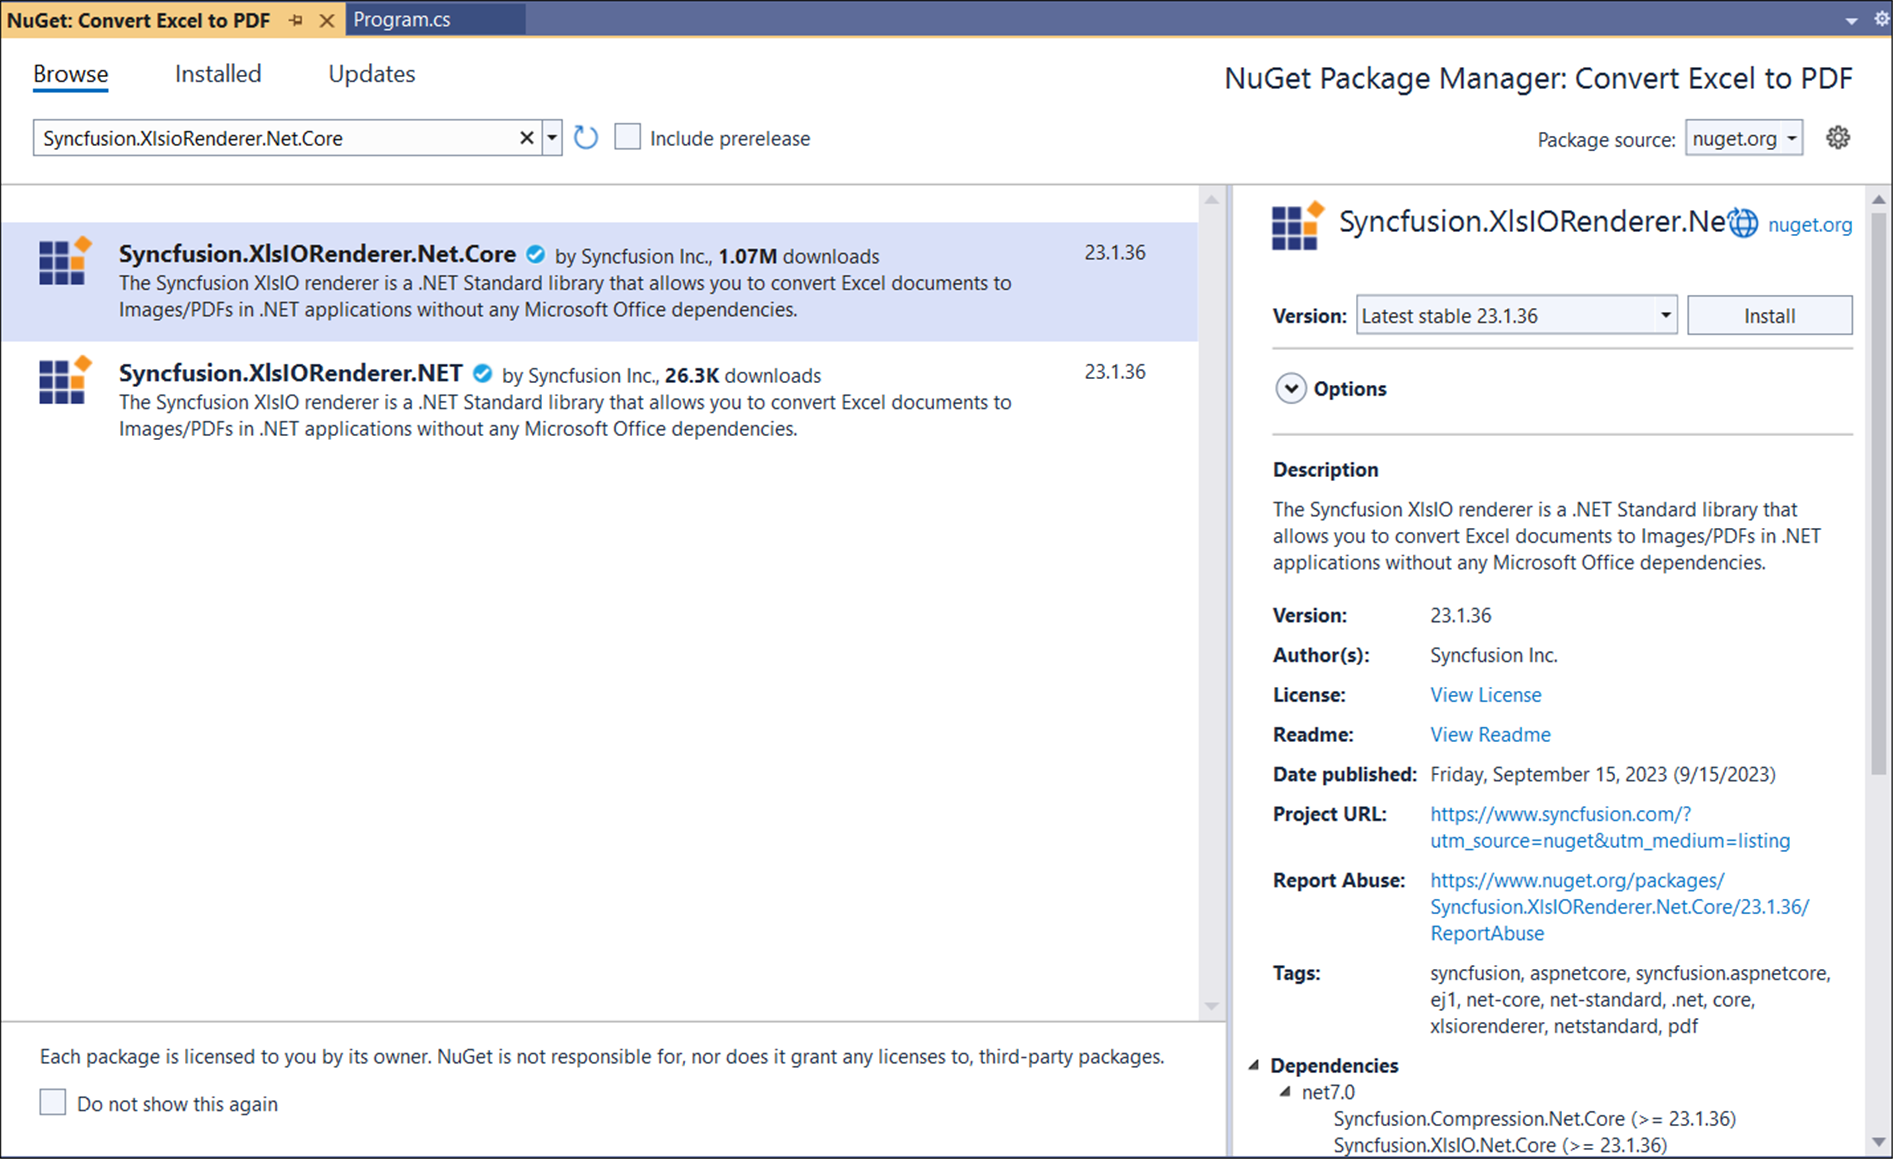 NuGet: Convert Excel to PDF
Program.cs
Browse
Installed
Updates
NuGet Package Manager: Convert Excel to PDF
Syncfusion.XlsioRenderer.Net.Core
Include prerelease
Package source:
nuget.org
Syncfusion.XlsIORenderer.Net.Core by Syncfusion Inc., 1.07M downloads
23.1.36
The Syncfusion XlsIO renderer is a .NET Standard library that allows you to convert Excel documents to
Images/PDFs in .NET applications without any Microsoft Office dependencies.
Syncfusion.XlsIORenderer.NET by Syncfusion Inc., 26.3K downloads
23.1.36
The Syncfusion XlsIO renderer is a .NET Standard library that allows you to convert Excel documents to
Images/PDFs in .NET applications without any Microsoft Office dependencies.
Each package is licensed to you by its owner. NuGet is not responsible for, nor does it grant any licenses to, third-party packages.
Do not show this again
Syncfusion.XlsIORenderer.Ne
nuget.org
Version:
Latest stable 23.1.36
Install
Options
Description
The Syncfusion XlsIO renderer is a .NET Standard library that
allows you to convert Excel documents to Images/PDFs in .NET
applications without any Microsoft Office dependencies.
Version: 23.1.36
Author(s): Syncfusion Inc.
License: View License
Readme: View Readme
Date published: Friday, September 15, 2023 (9/15/2023)
Project URL: https://www.syncfusion.com/?
utm_source=nuget&utm_medium=listing
Report Abuse: https://www.nuget.org/packages/
Syncfusion.XlsIORenderer.Net.Core/23.1.36/
ReportAbuse
Tags: syncfusion, aspnetcore, syncfusion.aspnetcore,
ej1, net-core, net-standard, .net, core,
xlsiorenderer, netstandard, pdf
Dependencies
net7.0
Syncfusion.Compression.Net.Core (>= 23.1.36)
Syncfusion.XlsIO.Net.Core (>= 23.1.36)